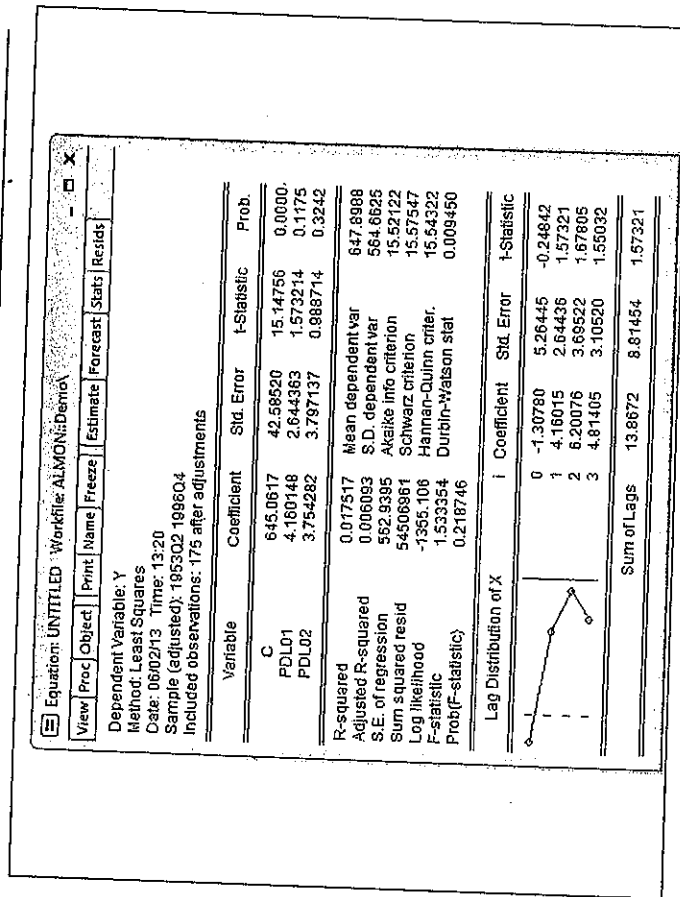 Equation: UNTITLED Workfile: ALMON::Demo\
View Proc Object Print Name Freeze Estimate Forecast Stats Resids
Dependent Variable: Y
Method: Least Squares
Date: 06/02/13 Time: 13:20
Sample (adjusted): 1953Q2 1996Q4
Included observations: 175 after adjustments
Variable Coefficient Std. Error t-Statistic Prob.
C 645.0617 42.58520 15.14756 0.0000
PDL01 4.160148 2.644363 1.573214 0.1175
PDL02 3.754282 3.797137 0.988714 0.3242
R-squared 0.017517 Mean dependent var 647.8988
Adjusted R-squared 0.006093 S.D. dependent var 564.6625
S.E. of regression 562.9395 Akaike info criterion 15.52122
Sum squared resid 54506961 Schwarz criterion 15.57547
Log likelihood -1355.106 Hannan-Quinn criter. 15.54322
F-statistic 1.533354 Durbin-Watson stat 0.009450
Prob(F-statistic) 0.218746
Lag Distribution of X i Coefficient Std. Error t-Statistic
0 -1.30780 5.26445 -0.24842
1 4.16015 2.64436 1.57321
2 6.20076 3.69522 1.67805
3 4.81405 3.10520 1.55032
Sum of Lags 13.8672 8.81454 1.57321